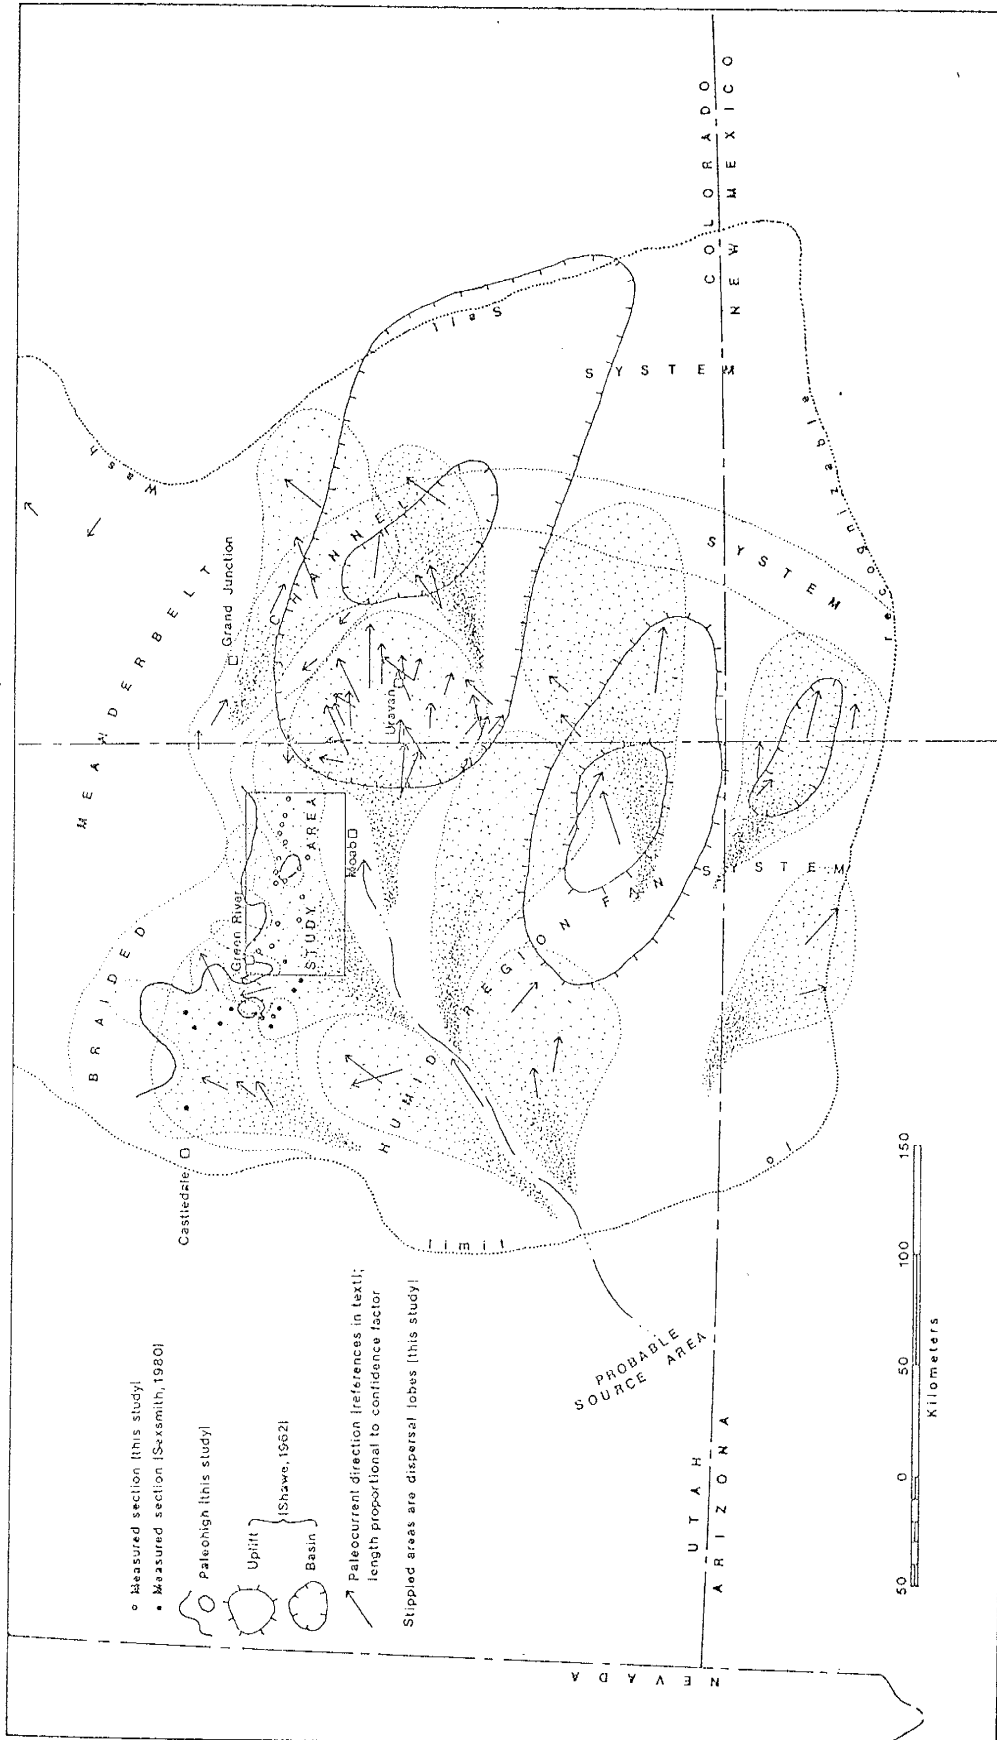 ○ Measured section [this study]
● Measured section [Sexsmith, 1980]
Paleohigh [this study]
Uplift
Basin
[Shawe, 1962]
Paleocurrent direction [references in text];
length proportional to confidence factor
Stippled areas are dispersal lobes [this study]
BRAIDED
MEANDERBELT
Castledale
Green River
STUDY AREA
Moab
Grand Junction
Uravan
CHANNEL
SYSTEM
HUMID REGION FAN
SYSTEM
SYSTEM
limit
of
recognizable
Salt
Wash
PROBABLE
SOURCE AREA
NEVADA
UTAH
ARIZONA
COLORADO
NEW MEXICO
50 0 50 100 150
Kilometers